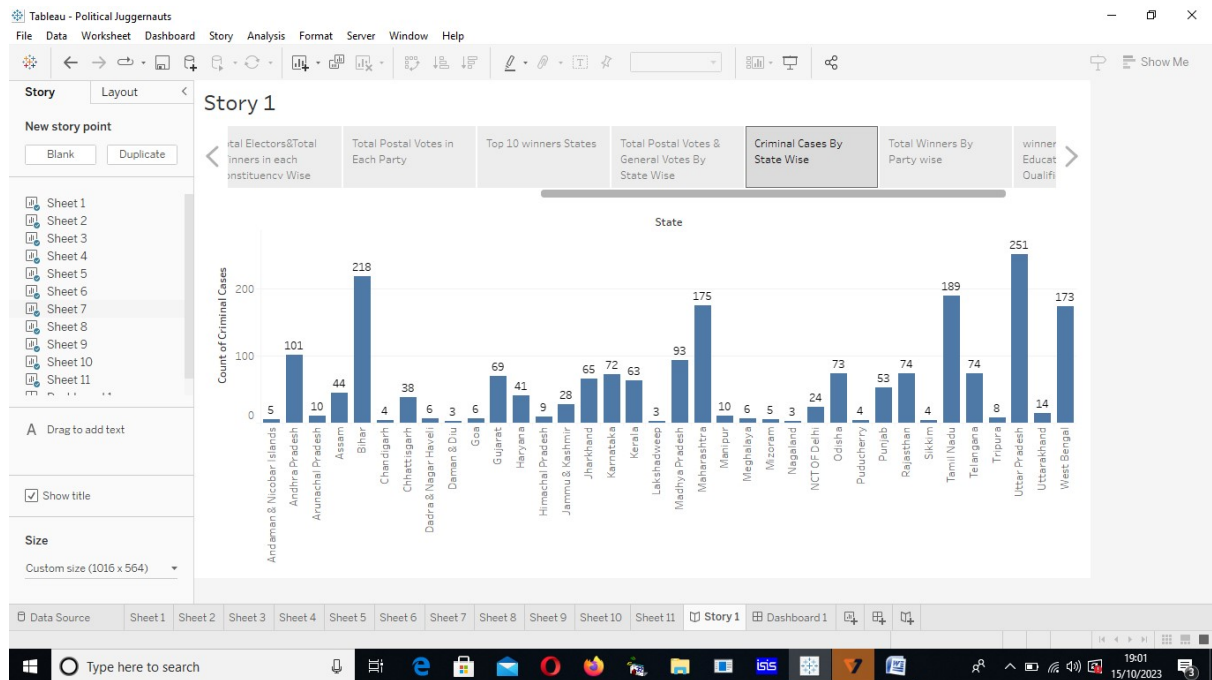 Tableau - Political Juggernauts
File Data Worksheet Dashboard Story Analysis Format Server Window Help
Show Me
Story Layout
New story point
Blank Duplicate
Sheet 1
Sheet 2
Sheet 3
Sheet 4
Sheet 5
Sheet 6
Sheet 7
Sheet 8
Sheet 9
Sheet 10
Sheet 11
A Drag to add text
Show title
Size
Custom size (1016 x 564)
Story 1
tal Electors&Total
inners in each
onstituency Wise
Total Postal Votes in
Each Party
Top 10 winners States
Total Postal Votes &
General Votes By
State Wise
Criminal Cases By
State Wise
Total Winners By
Party wise
winner
Educat
Qualifi
State
Count of Criminal Cases
200
100
0
5
101
10
44
218
4
38
6
3
6
69
41
9
28
65
72
63
3
93
175
10
6
5
3
24
73
4
53
74
4
189
74
8
251
14
173
Andaman & Nicobar Islands
Andhra Pradesh
Arunachal Pradesh
Assam
Bihar
Chandigarh
Chhattisgarh
Dadra & Nagar Haveli
Daman & Diu
Goa
Gujarat
Haryana
Himachal Pradesh
Jammu & Kashmir
Jharkhand
Karnataka
Kerala
Lakshadweep
Madhya Pradesh
Maharashtra
Manipur
Meghalaya
Mizoram
Nagaland
NCT OF Delhi
Odisha
Puducherry
Punjab
Rajasthan
Sikkim
Tamil Nadu
Telangana
Tripura
Uttar Pradesh
Uttarakhand
West Bengal
Data Source Sheet 1 Sheet 2 Sheet 3 Sheet 4 Sheet 5 Sheet 6 Sheet 7 Sheet 8 Sheet 9 Sheet 10 Sheet 11 Story 1 Dashboard 1
Type here to search
isis
19:01
15/10/2023
3